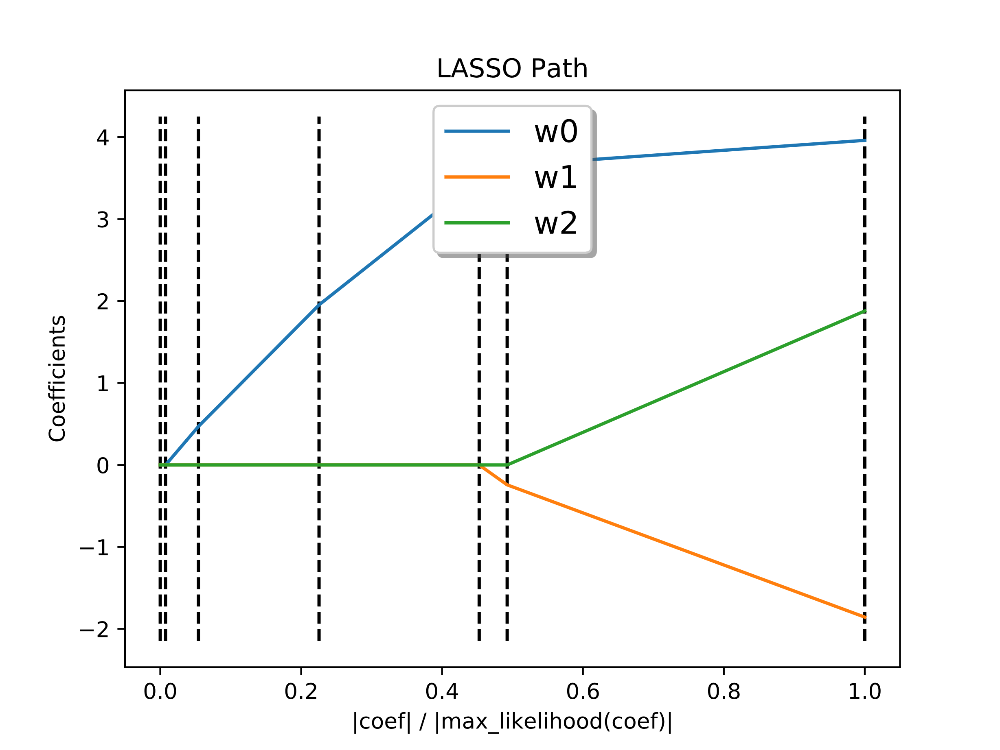 LASSO Path
w0
w1
w2
4
3
2
1
0
−1
−2
Coefficients
0.0 0.2 0.4 0.6 0.8 1.0
|coef| / |max_likelihood(coef)|